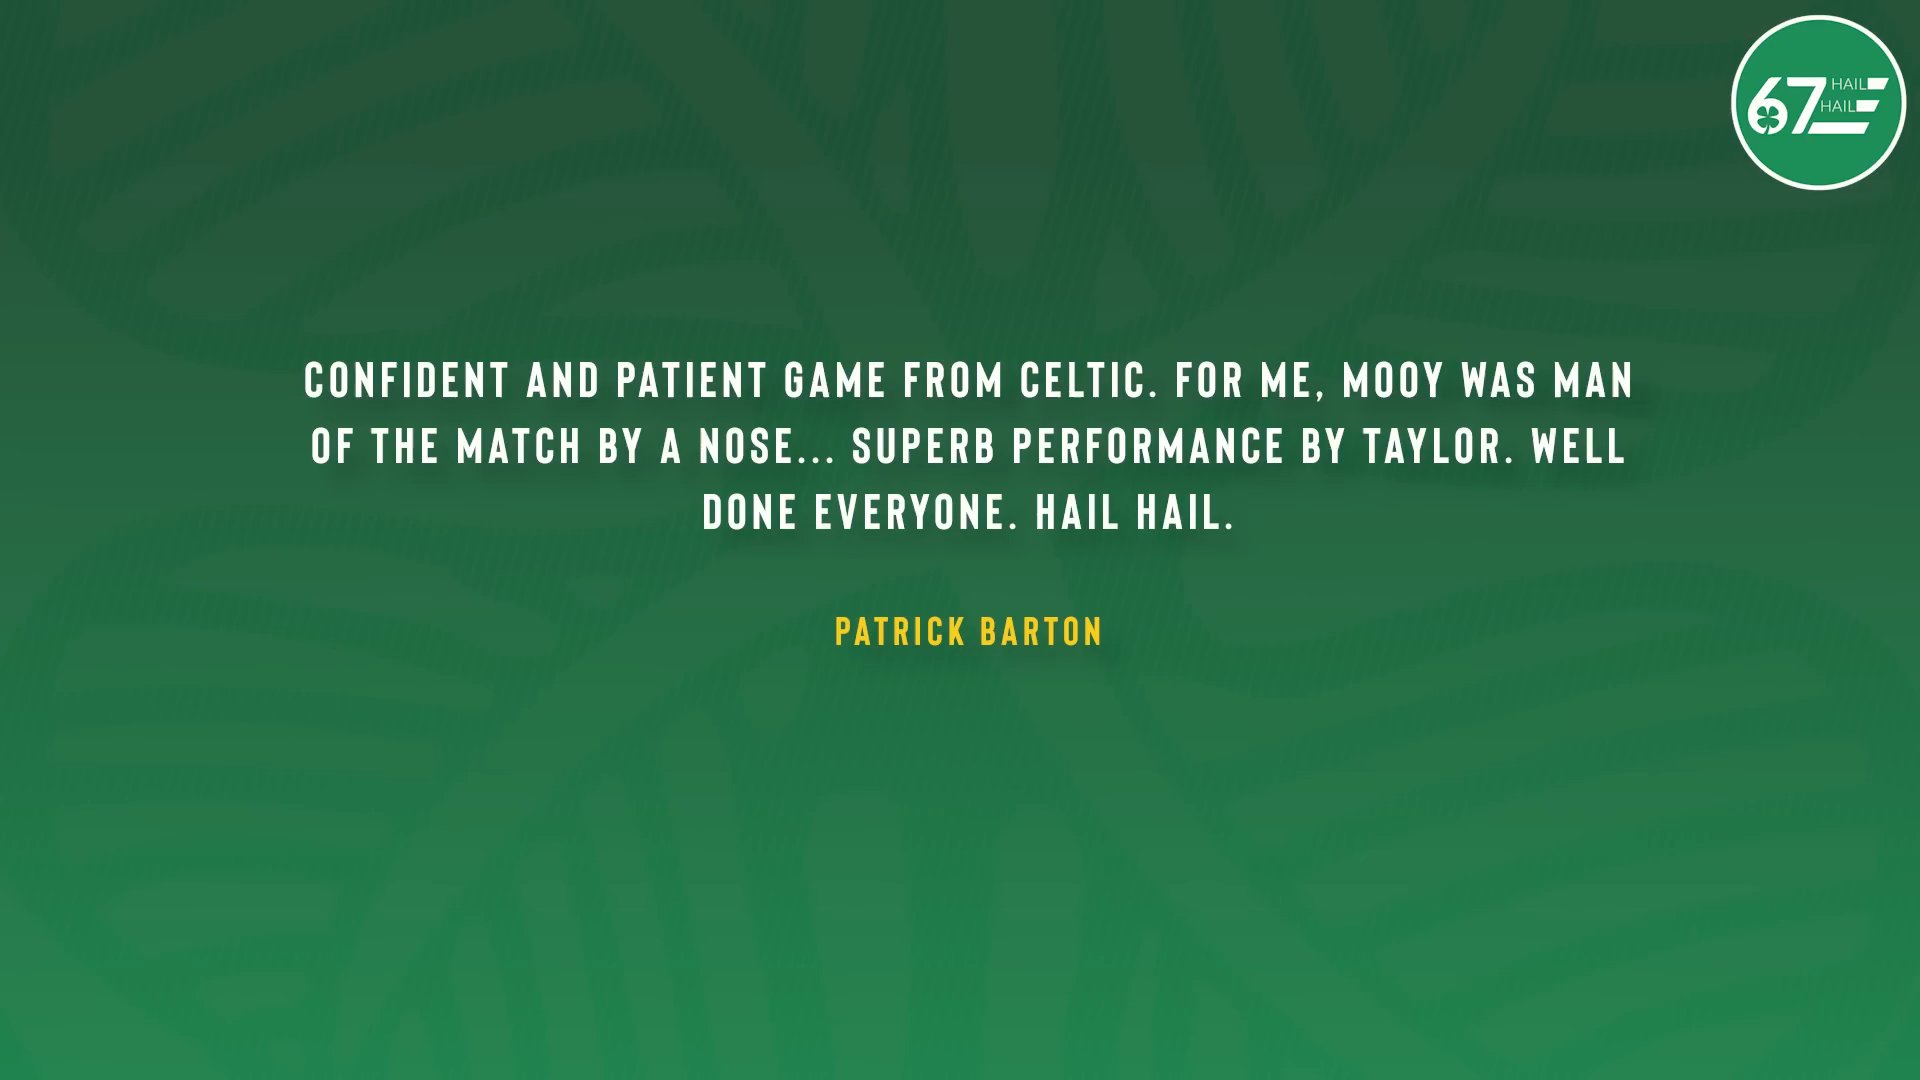 67 HAIL
HAIL
CONFIDENT AND PATIENT GAME FROM CELTIC. FOR ME, MOOY WAS MAN
OF THE MATCH BY A NOSE... SUPERB PERFORMANCE BY TAYLOR. WELL
DONE EVERYONE. HAIL HAIL.
PATRICK BARTON